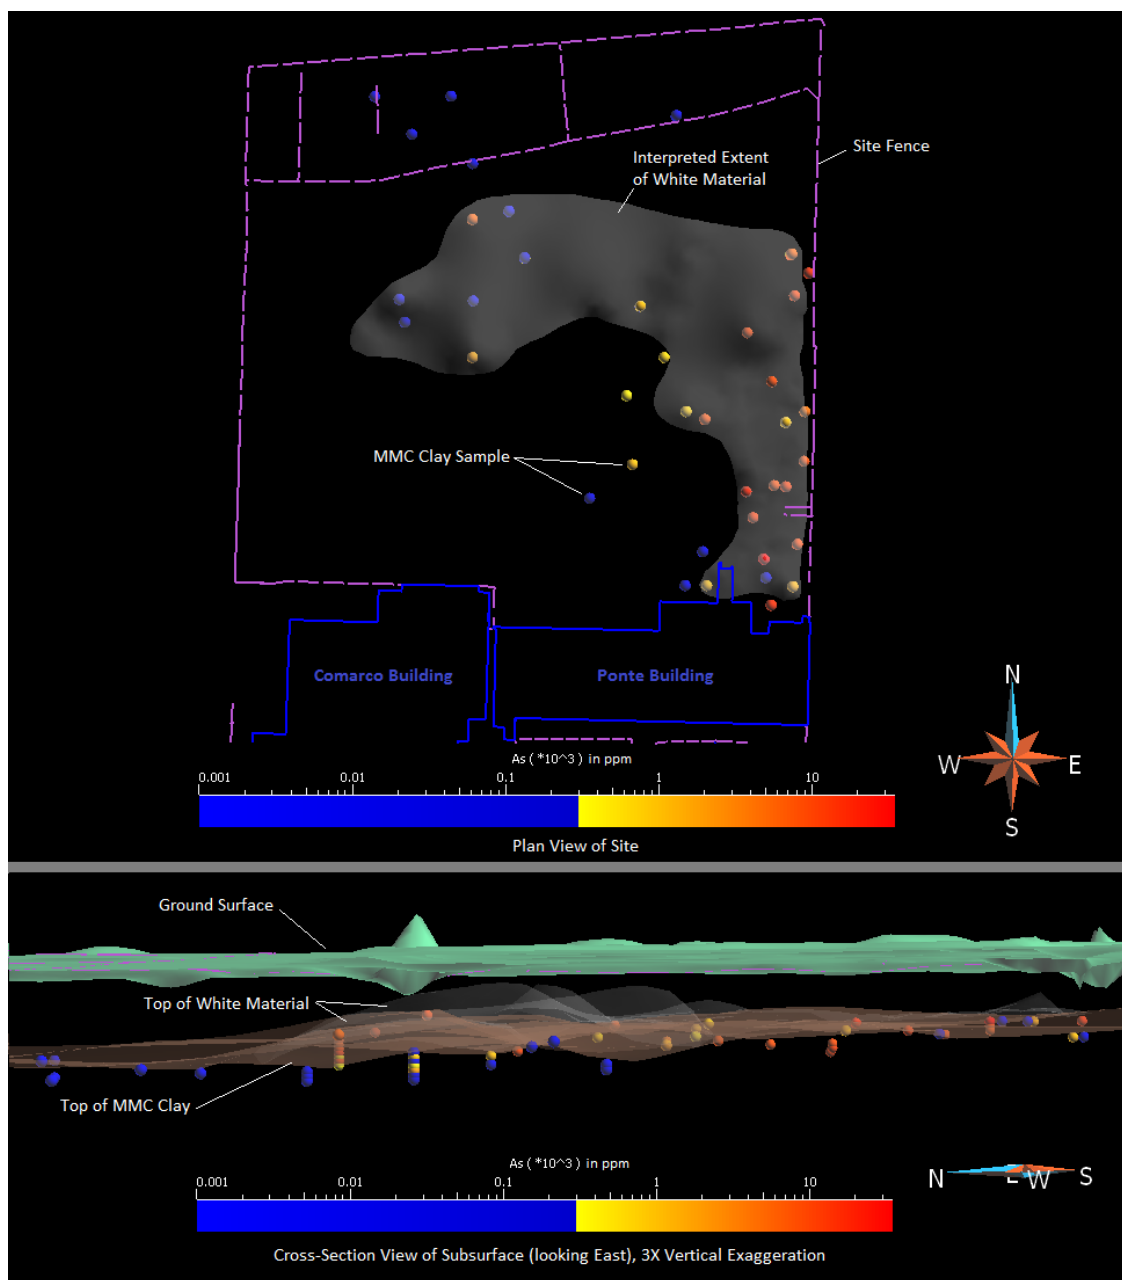 Site Fence
Interpreted Extent
of White Material
MMC Clay Sample
Comarco Building
Ponte Building
N
W
E
S
As (*10^3) in ppm
0.001 0.01 0.1 1 10
Plan View of Site
Ground Surface
Top of White Material
Top of MMC Clay
As (*10^3) in ppm
0.001 0.01 0.1 1 10
N W S
Cross-Section View of Subsurface (looking East), 3X Vertical Exaggeration